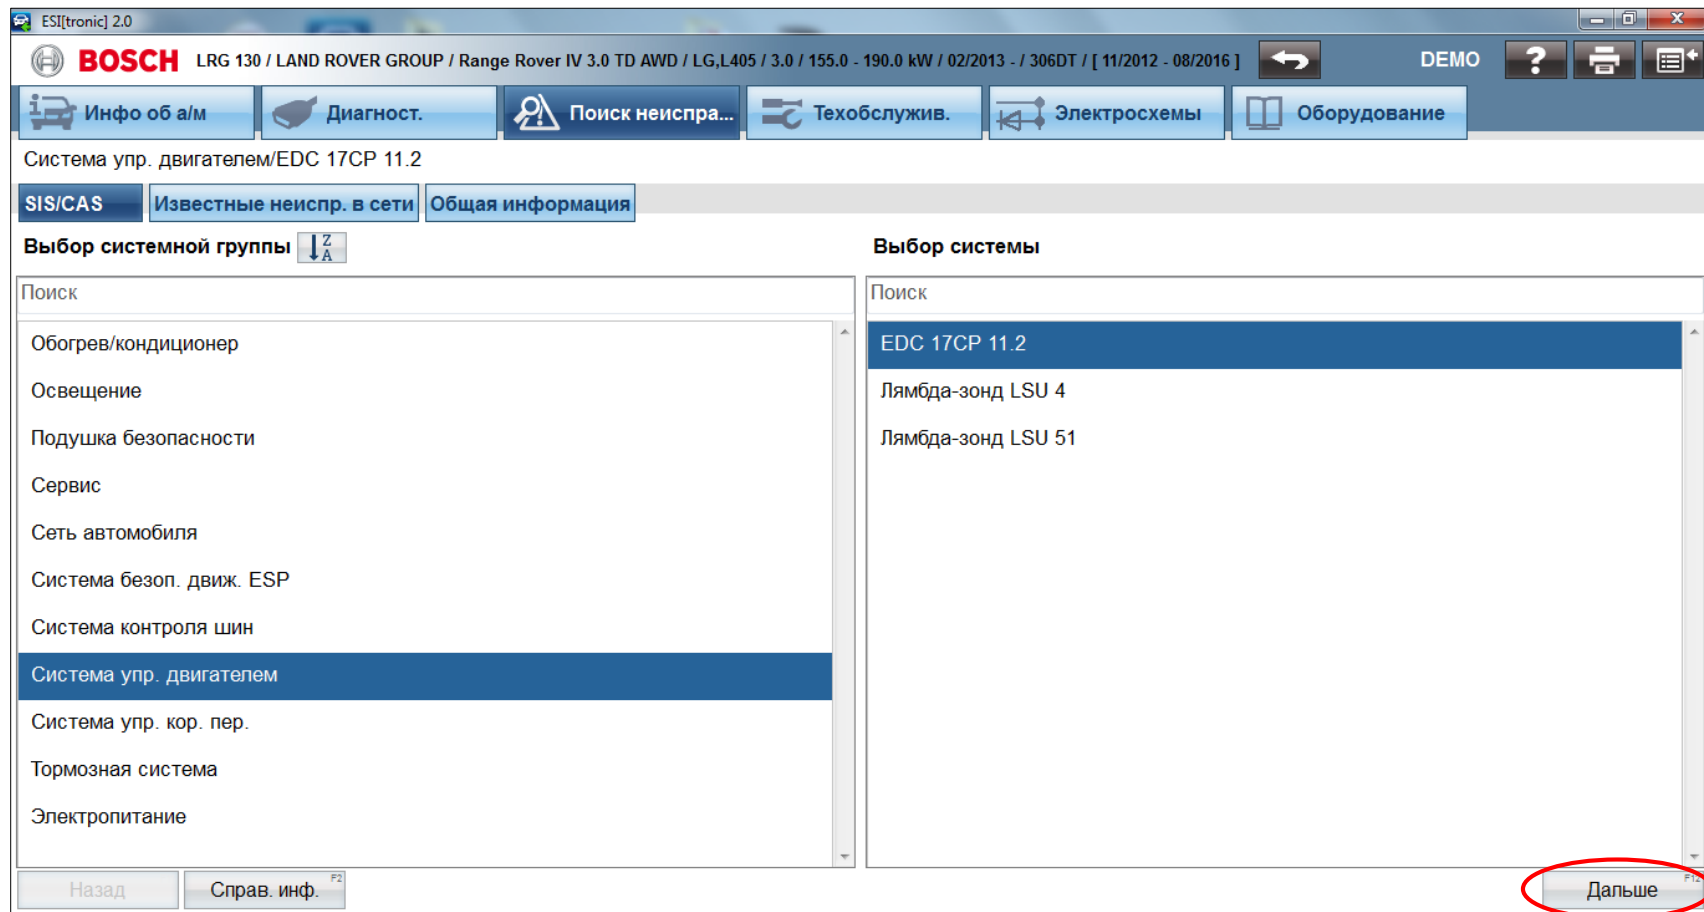 ESI[tronic] 2.0
BOSCH LRG 130 / LAND ROVER GROUP / Range Rover IV 3.0 TD AWD / LG,L405 / 3.0 / 155.0 - 190.0 kW / 02/2013 - / 306DT / [ 11/2012 - 08/2016 ] DEMO ?
Инфо об а/м Диагност. Поиск неиспра... Техобслужив. Электросхемы Оборудование
Система упр. двигателем/EDC 17CP 11.2
SIS/CAS Известные неиспр. в сети Общая информация
Выбор системной группы Z A Выбор системы
Поиск Поиск
Обогрев/кондиционер EDC 17CP 11.2
Освещение Лямбда-зонд LSU 4
Подушка безопасности Лямбда-зонд LSU 51
Сервис
Сеть автомобиля
Система безоп. движ. ESP
Система контроля шин
Система упр. двигателем
Система упр. кор. пер.
Тормозная система
Электропитание
Назад Справ. инф. F2 Дальше F12